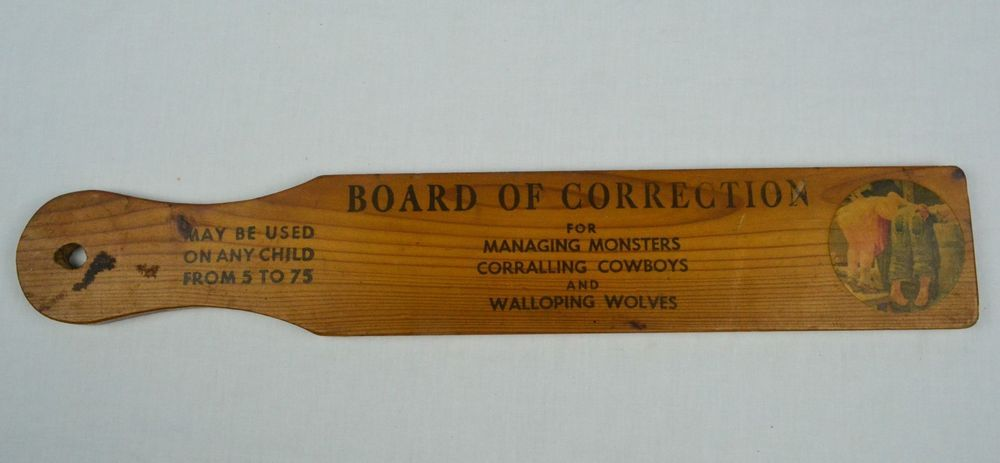 BOARD OF CORRECTION
FOR
MANAGING MONSTERS
CORRALLING COWBOYS
AND
WALLOPING WOLVES
MAY BE USED
ON ANY CHILD
FROM 5 TO 75